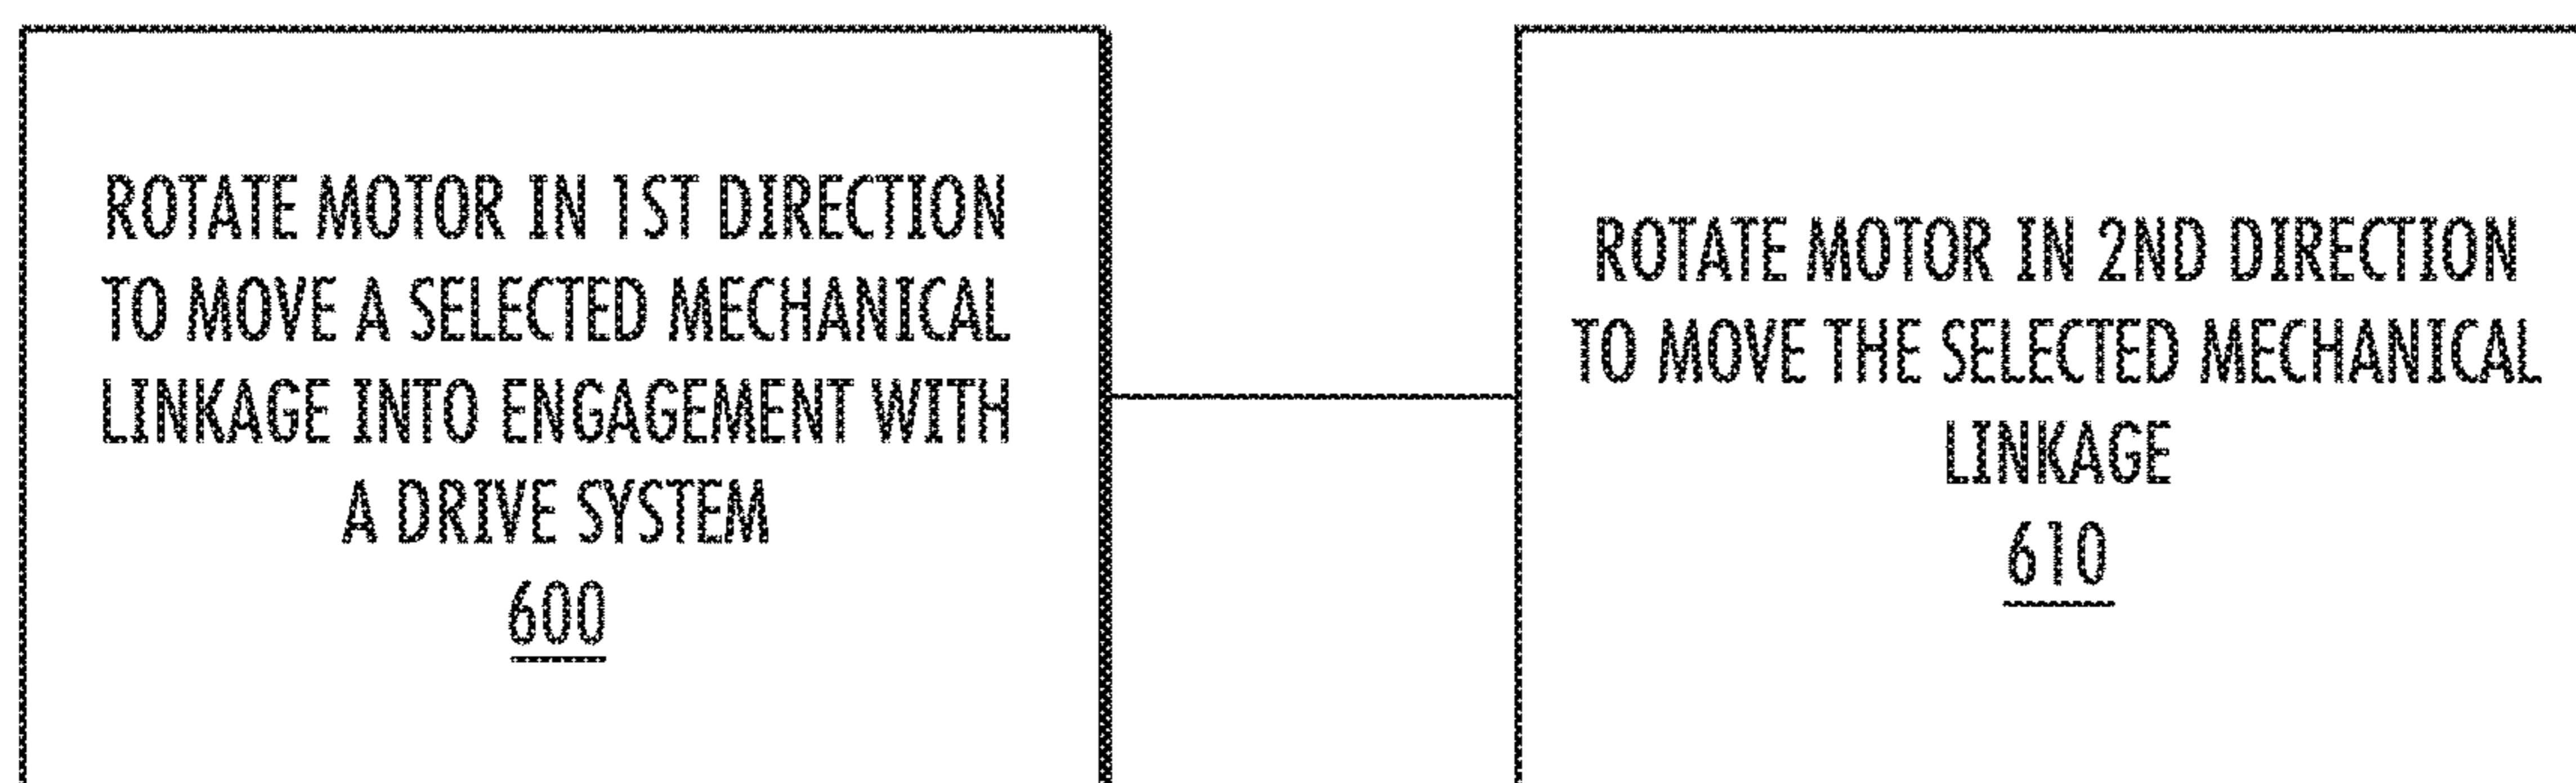 ROTATE MOTOR IN 1ST DIRECTION
TO MOVE A SELECTED MECHANICAL
LINKAGE INTO ENGAGEMENT WITH
A DRIVE SYSTEM
600
ROTATE MOTOR IN 2ND DIRECTION
TO MOVE THE SELECTED MECHANICAL
LINKAGE
610